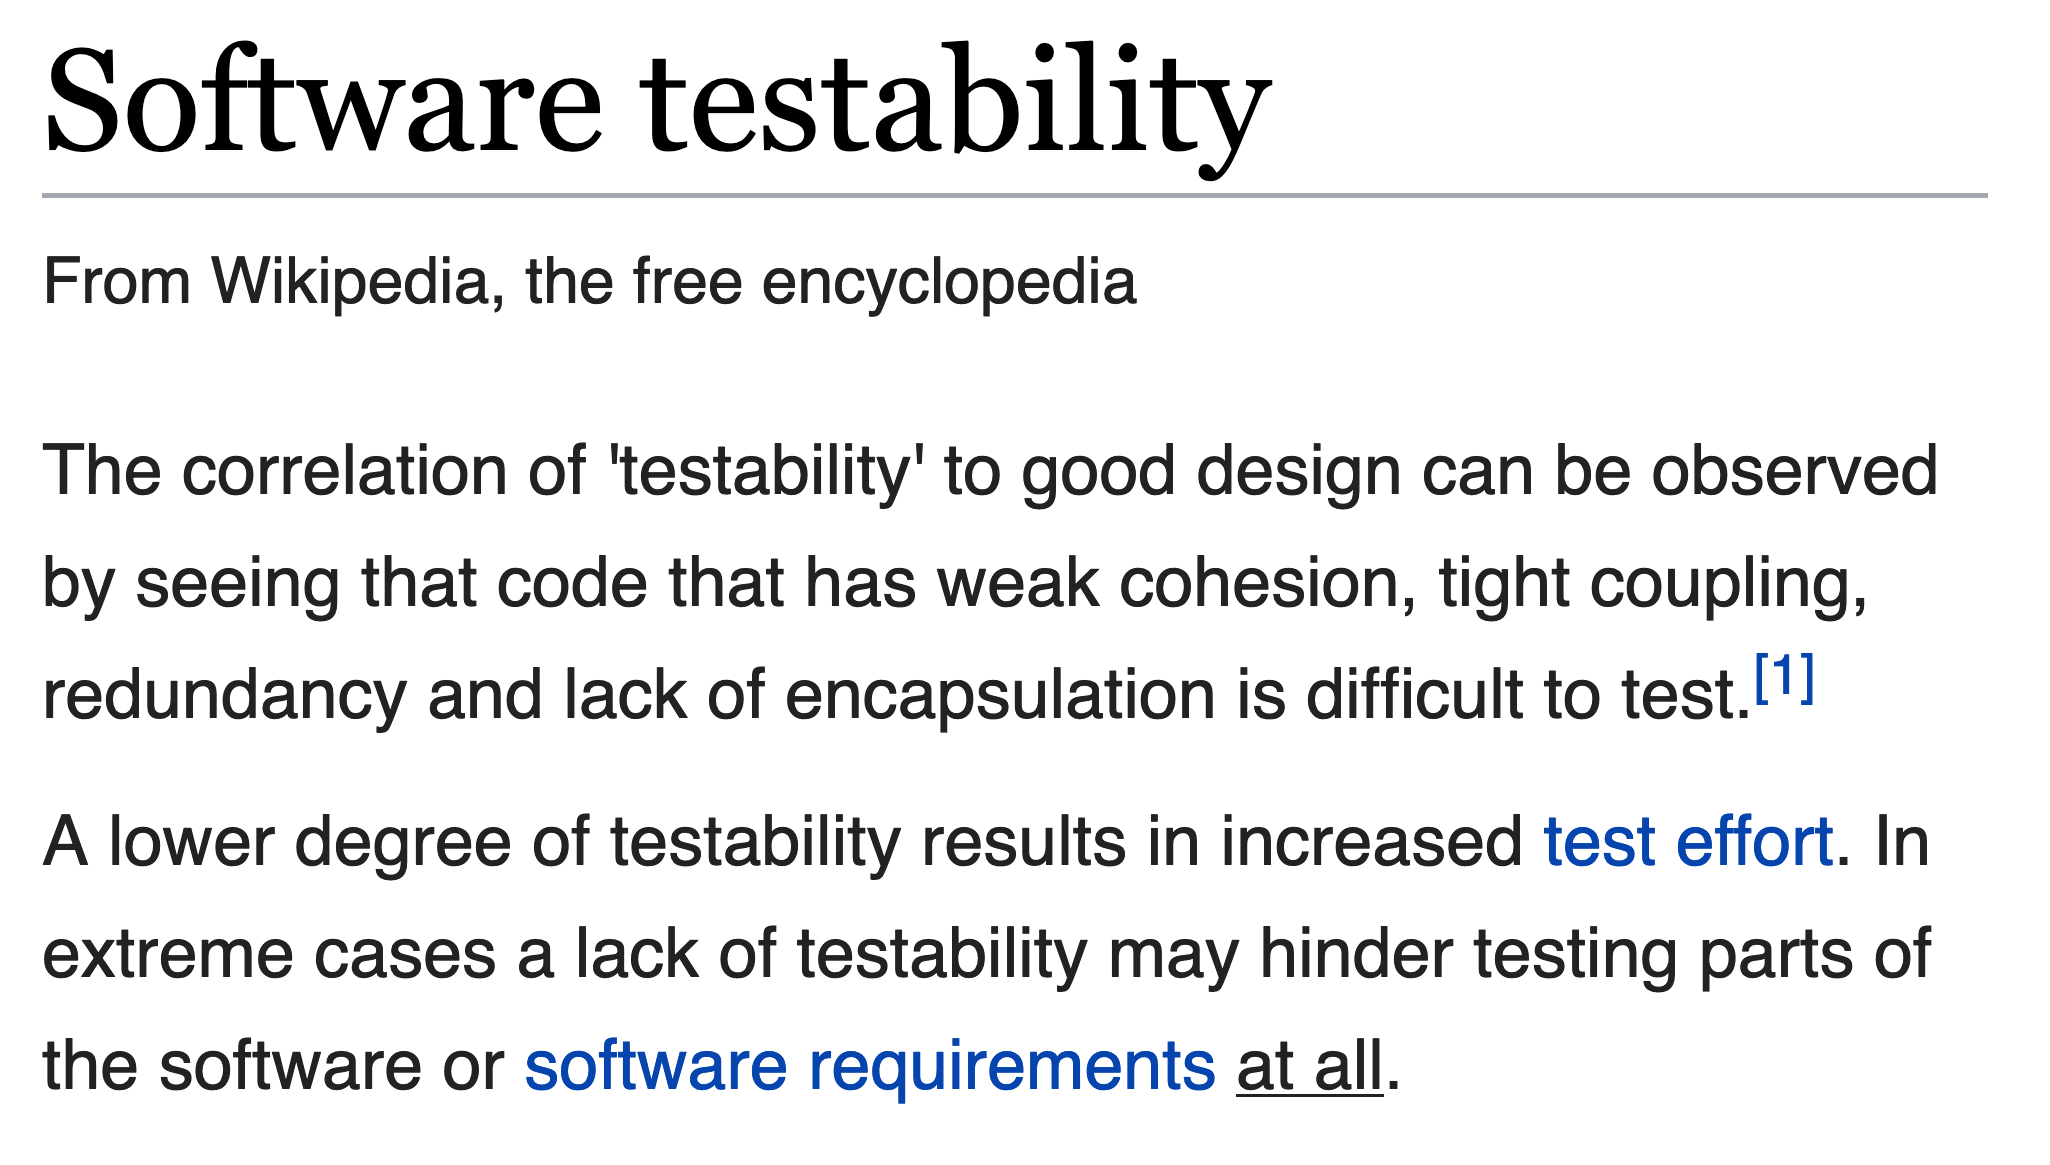 Software testability
From Wikipedia, the free encyclopedia
The correlation of 'testability' to good design can be observed
by seeing that code that has weak cohesion, tight coupling,
redundancy and lack of encapsulation is difficult to test.[1]
A lower degree of testability results in increased test effort. In
extreme cases a lack of testability may hinder testing parts of
the software or software requirements at all.